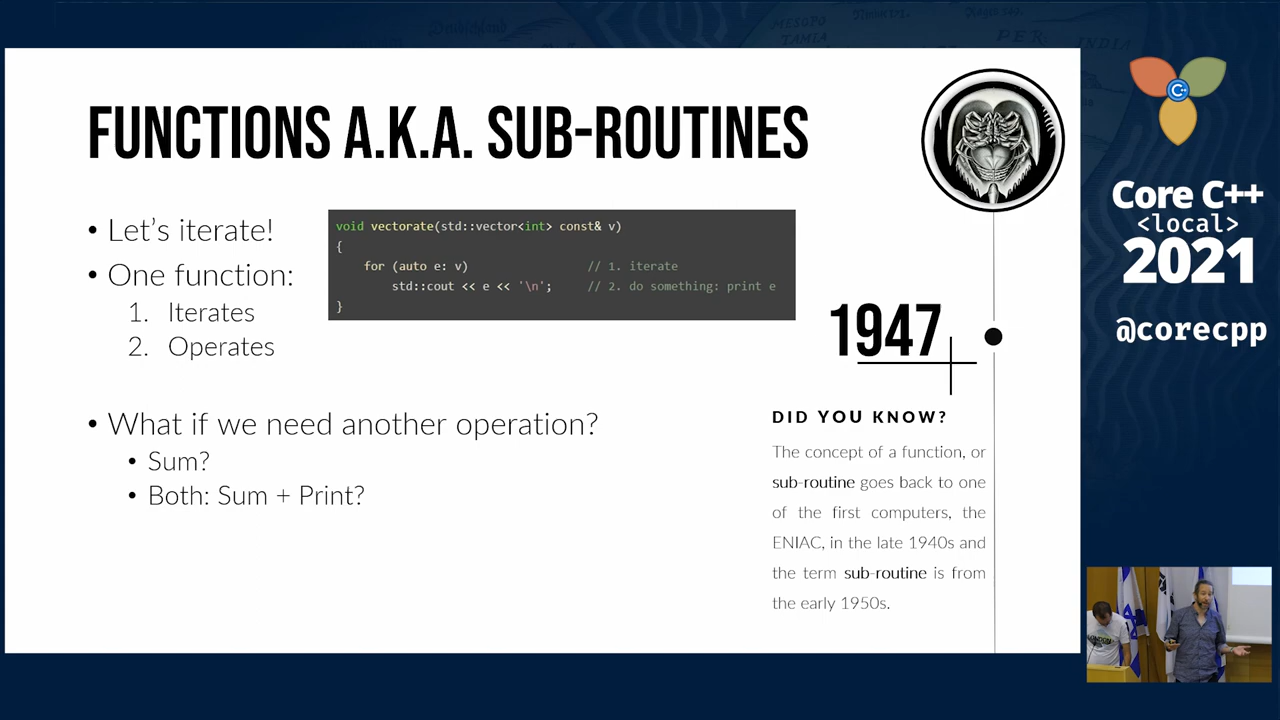 FUNCTIONS A.K.A. SUB-ROUTINES
• Let's iterate!
• One function:
1. Iterates
2. Operates
void vectorate(std::vector<int> const& v)
{
for (auto e: v) // 1. iterate
std::cout << e << '\n'; // 2. do something: print e
}
• What if we need another operation?
• Sum?
• Both: Sum + Print?
1947
DID YOU KNOW?
The concept of a function, or
sub-routine goes back to one
of the first computers, the
ENIAC, in the late 1940s and
the term sub-routine is from
the early 1950s.
C++
Core C++
<local>
2021
@corecpp
MESOPO
TAMIA
PER
INDIA